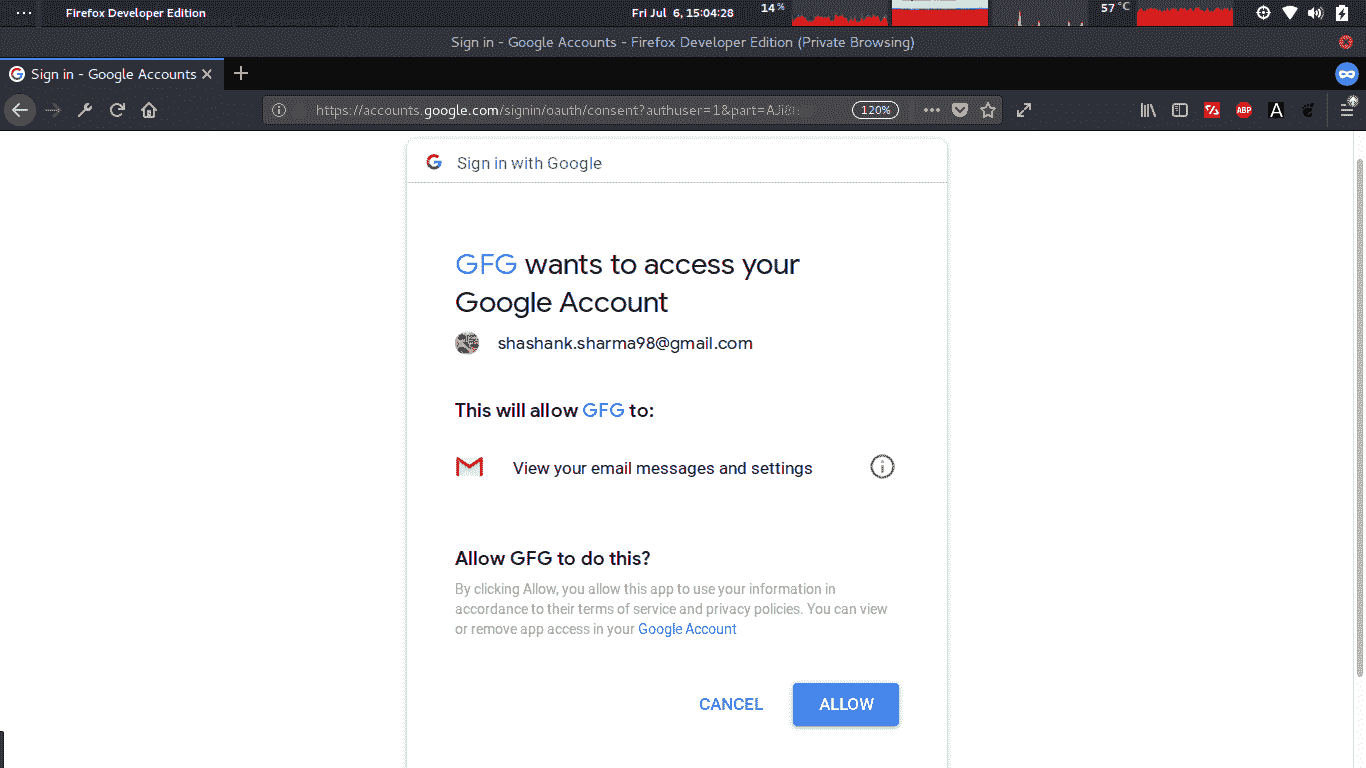 Firefox Developer Edition
Fri Jul 6, 15:04:28
14 %
57 °C
Sign in - Google Accounts - Firefox Developer Edition (Private Browsing)
Sign in - Google Accounts
https://accounts.google.com/signin/oauth/consent?authuser=1&part=AJi8
120%
ABP
A
Sign in with Google
GFG wants to access your
Google Account
shashank.sharma98@gmail.com
This will allow GFG to:
View your email messages and settings
Allow GFG to do this?
By clicking Allow, you allow this app to use your information in
accordance to their terms of service and privacy policies. You can view
or remove app access in your Google Account
CANCEL
ALLOW